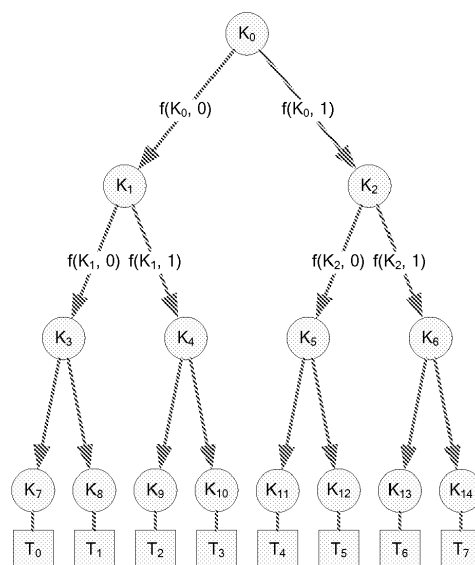 K₀
f(K₀, 0) f(K₀, 1)
K₁ K₂
f(K₁, 0) f(K₁, 1) f(K₂, 0) f(K₂, 1)
K₃ K₄ K₅ K₆
K₇ K₈ K₉ K₁₀ K₁₁ K₁₂ K₁₃ K₁₄
T₀ T₁ T₂ T₃ T₄ T₅ T₆ T₇